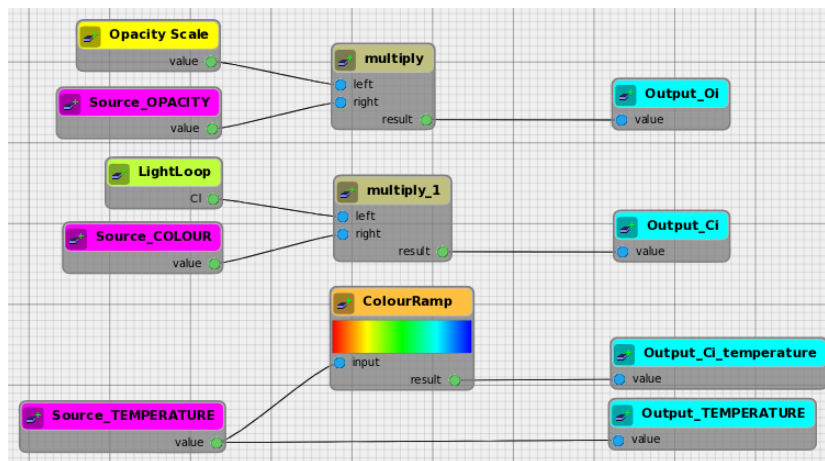 Opacity Scale
value
Source_OPACITY
value
multiply
left
right
result
Output_Oi
value
LightLoop
Cl
Source_COLOUR
value
multiply_1
left
right
result
Output_Ci
value
ColourRamp
input
result
Output_Ci_temperature
value
Source_TEMPERATURE
value
Output_TEMPERATURE
value